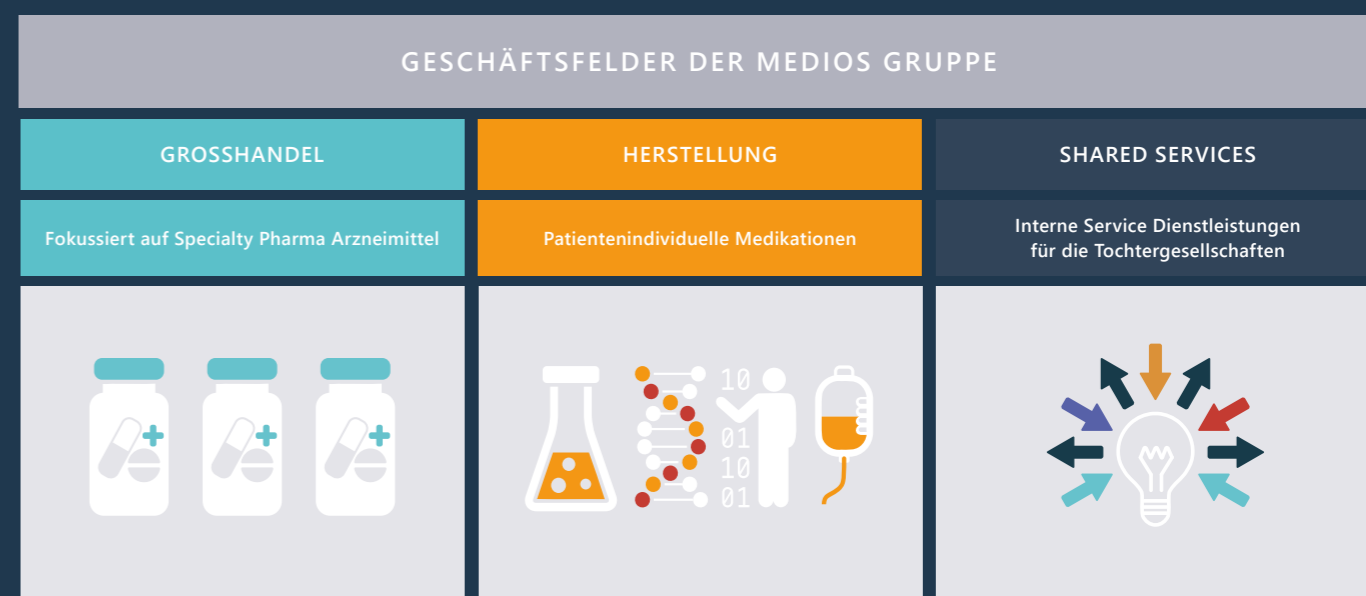 GESCHÄFTSFELDER DER MEDIOS GRUPPE
GROSSHANDEL
Fokussiert auf Specialty Pharma Arzneimittel
HERSTELLUNG
Patientenindividuelle Medikationen
10
01
10
01
SHARED SERVICES
Interne Service Dienstleistungen
für die Tochtergesellschaften